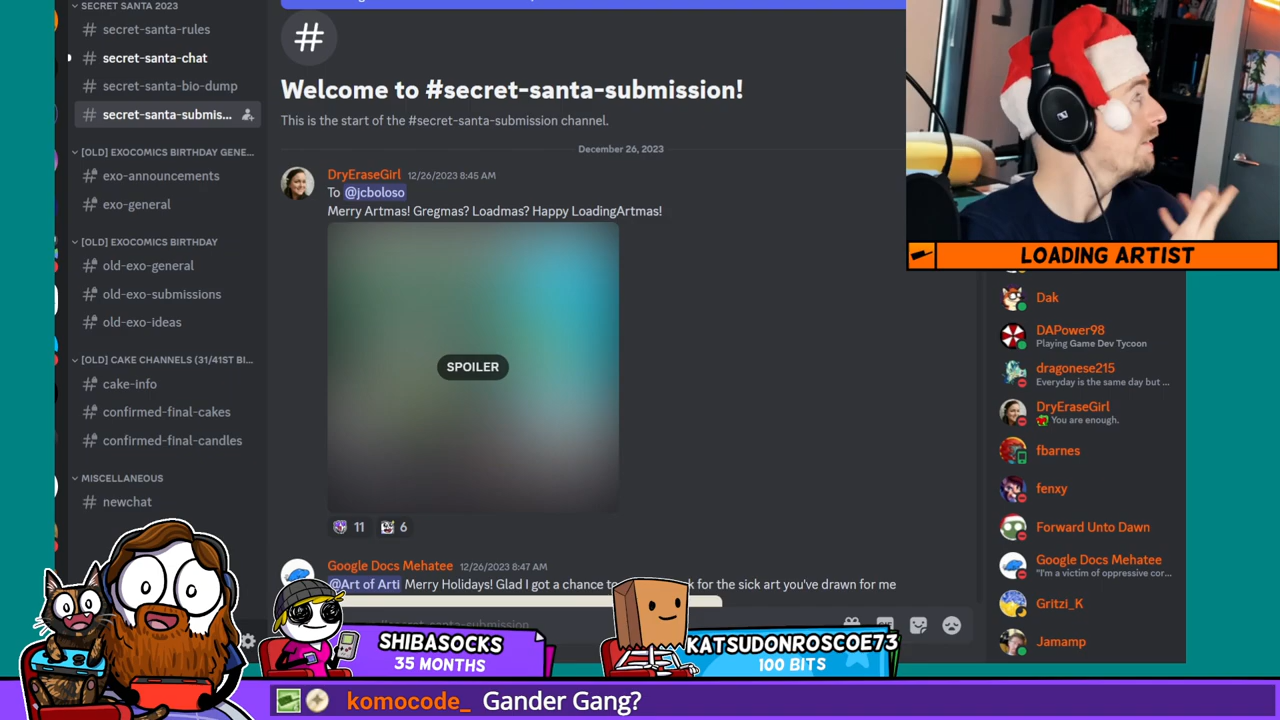 SECRET SANTA 2023
secret-santa-rules
secret-santa-chat
secret-santa-bio-dump
secret-santa-submis...
[OLD] EXOCOMICS BIRTHDAY GENE...
exo-announcements
exo-general
[OLD] EXOCOMICS BIRTHDAY
old-exo-general
old-exo-submissions
old-exo-ideas
[OLD] CAKE CHANNELS (31/41ST BI...
cake-info
confirmed-final-cakes
confirmed-final-candles
MISCELLANEOUS
newchat
#
Welcome to #secret-santa-submission!
This is the start of the #secret-santa-submission channel.
December 26, 2023
DryEraseGirl 12/26/2023 8:45 AM
To @jcboloso
Merry Artmas! Gregmas? Loadmas? Happy LoadingArtmas!
SPOILER
11 6
Google Docs Mehatee 12/26/2023 8:47 AM
@Art of Arti Merry Holidays! Glad I got a chance to k for the sick art you've drawn for me
#secret-santa-submission
LOADING ARTIST
Dak
DAPower98
Playing Game Dev Tycoon
dragonese215
Everyday is the same day but ...
DryEraseGirl
You are enough.
fbarnes
fenxy
Forward Unto Dawn
Google Docs Mehatee
"I'm a victim of oppressive cor...
Gritzi_K
Jamamp
SHIBASOCKS
35 MONTHS
KATSUDONROSCOE73
100 BITS
komocode_ Gander Gang?